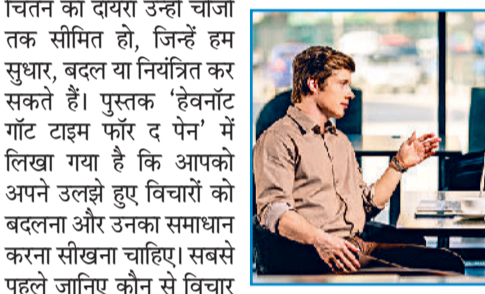 चिंतन का दायरा उन्हीं चीजों
तक सीमित हो, जिन्हें हम
सुधार, बदल या नियंत्रित कर
सकते हैं। पुस्तक ‘हेवनॉट
गॉट टाइम फॉर द पेन’ में
लिखा गया है कि आपको
अपने उलझे हुए विचारों को
बदलना और उनका समाधान
करना सीखना चाहिए। सबसे
पहले जानिए कौन से विचार